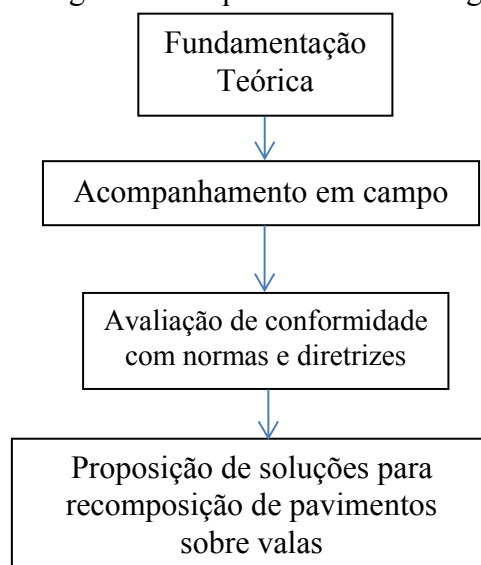 Fundamentação
Teórica
Acompanhamento em campo
Avaliação de conformidade
com normas e diretrizes
Proposição de soluções para
recomposição de pavimentos
sobre valas